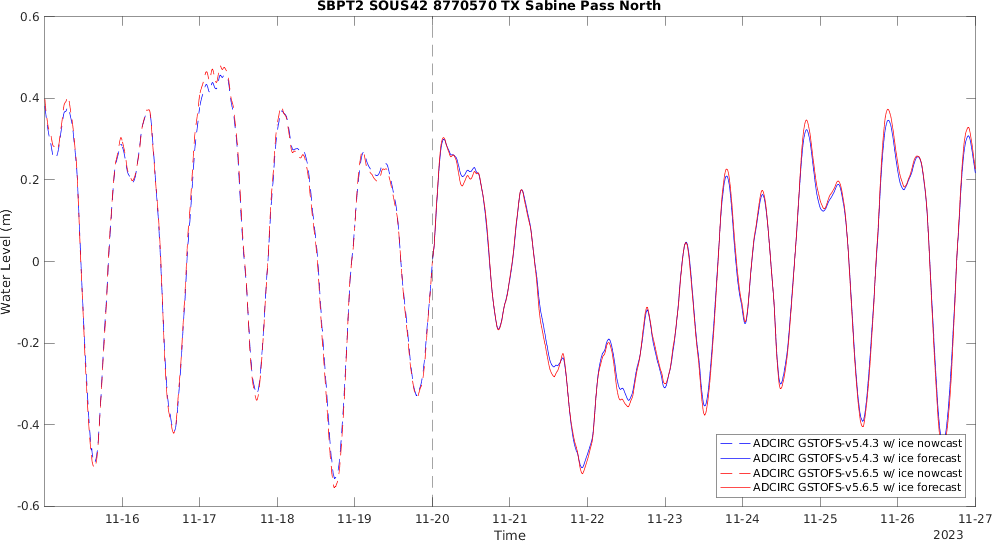 SBPT2 SOUS42 8770570 TX Sabine Pass North
0.6
0.4
0.2
0
-0.2
-0.4
-0.6
Water Level (m)
11-16
11-17
11-18
11-19
11-20
11-21
11-22
11-23
11-24
11-25
11-26
11-27
Time
2023
ADCIRC GSTOFS-v5.4.3 w/ ice nowcast
ADCIRC GSTOFS-v5.4.3 w/ ice forecast
ADCIRC GSTOFS-v5.6.5 w/ ice nowcast
ADCIRC GSTOFS-v5.6.5 w/ ice forecast